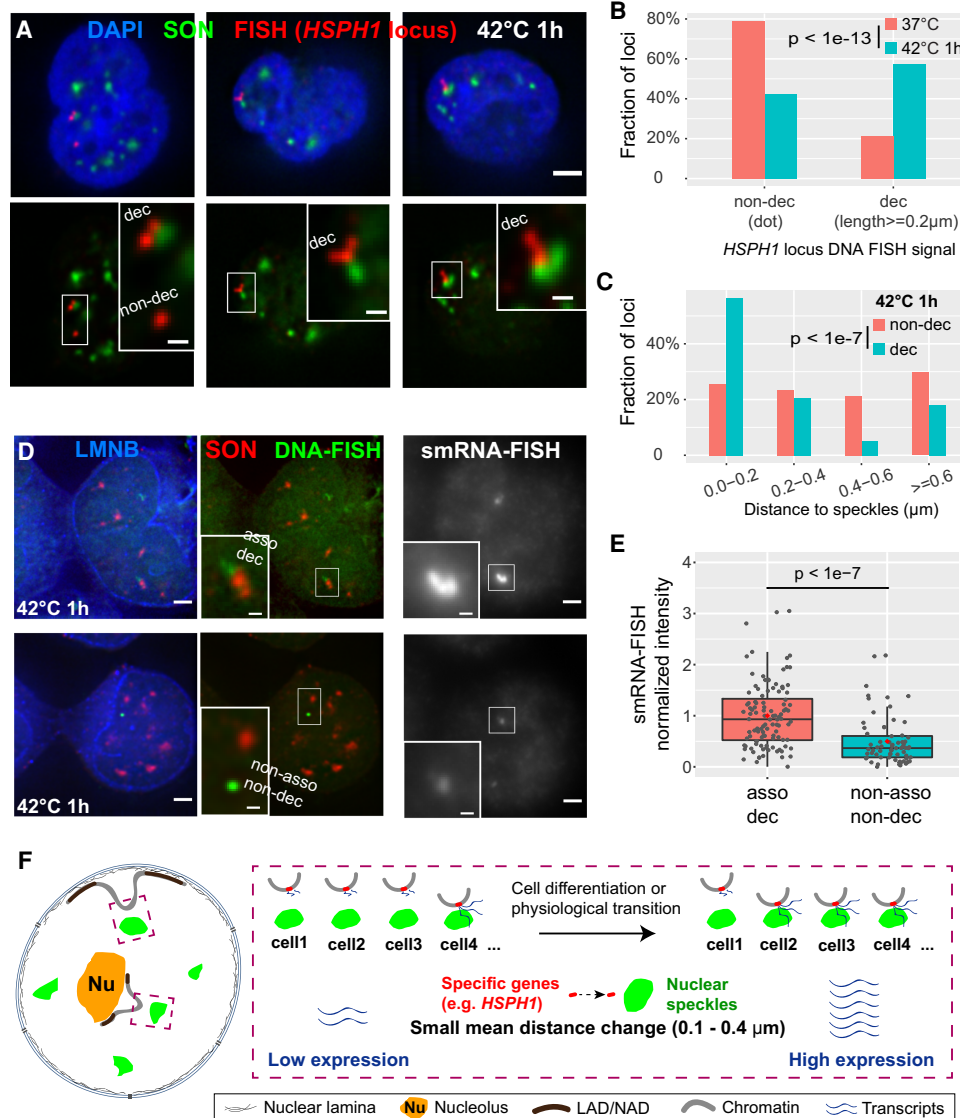 A
DAPI SON FISH (HSPH1 locus) 42°C 1h
dec
non-dec
dec
dec
B
80%
60%
40%
20%
0
Fraction of loci
p < 1e-13
37°C
42°C 1h
non-dec
(dot)
dec
(length>=0.2µm)
HSPH1 locus DNA FISH signal
C
42°C 1h
non-dec
dec
p < 1e-7
40%
20%
0
Fraction of loci
0.0−0.2
0.2−0.4
0.4−0.6
>=0.6
Distance to speckles (µm)
D
LMNB
SON
DNA-FISH
smRNA-FISH
asso
dec
42°C 1h
non-asso
non-dec
42°C 1h
E
4
3
2
1
0
smRNA-FISH
normalized intensity
p < 1e−7
asso
dec
non-asso
non-dec
F
Nu
cell1 cell2 cell3 cell4 ...
Cell differentiation or
physiological transition
cell1 cell2 cell3 cell4 ...
Specific genes
(e.g. HSPH1)
Nuclear
speckles
Small mean distance change (0.1 - 0.4 µm)
Low expression
High expression
Nuclear lamina
Nu Nucleolus
LAD/NAD
Chromatin
Transcripts